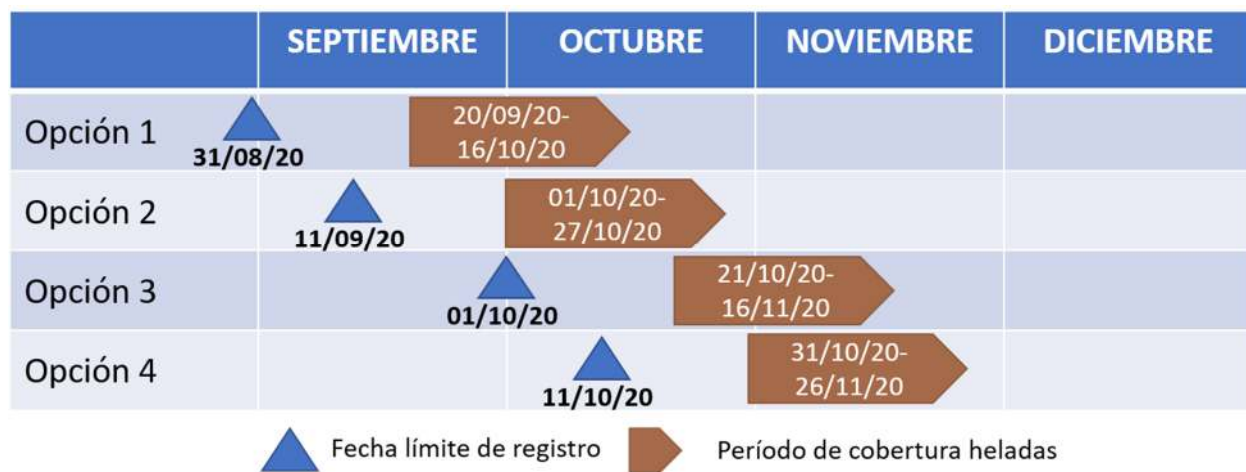 SEPTIEMBRE OCTUBRE NOVIEMBRE DICIEMBRE
Opción 1
31/08/20
20/09/20-
16/10/20
Opción 2
11/09/20
01/10/20-
27/10/20
Opción 3
01/10/20
21/10/20-
16/11/20
Opción 4
11/10/20
31/10/20-
26/11/20
Fecha límite de registro
Período de cobertura heladas